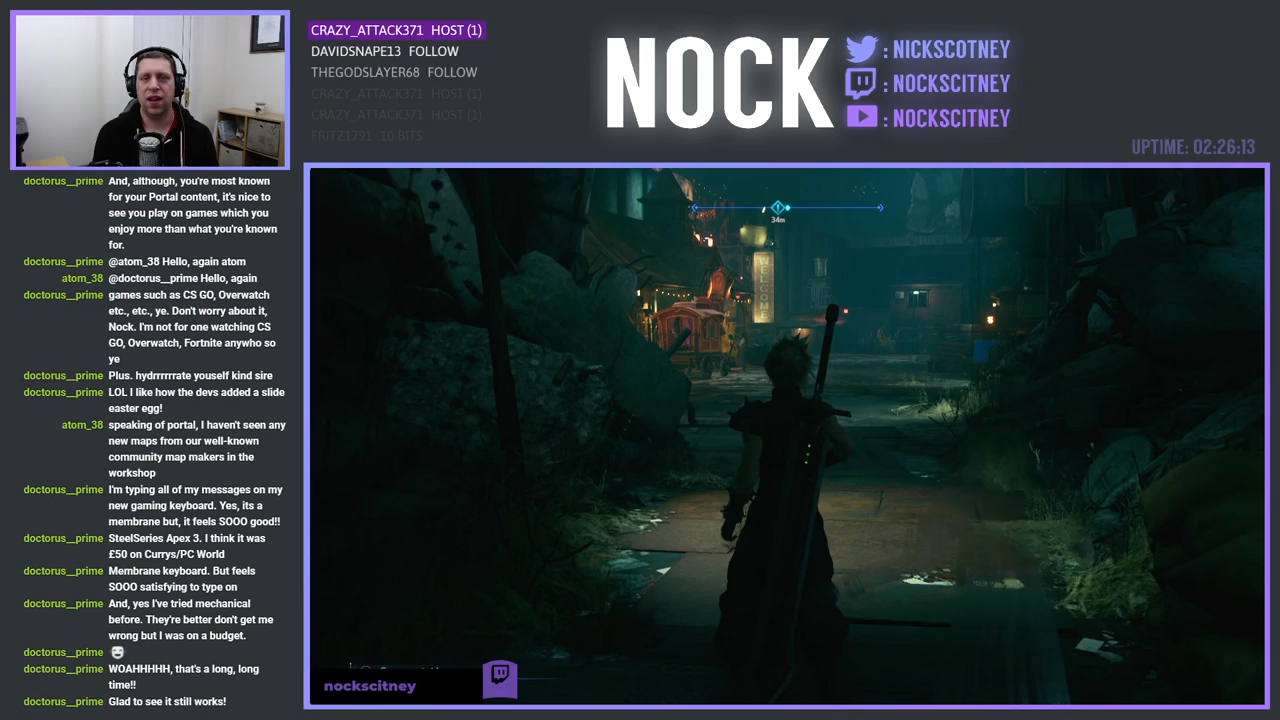 CRAZY_ATTACK371 HOST (1)
DAVIDSNAPE13 FOLLOW
THEGODSLAYER68 FOLLOW
CRAZY_ATTACK371 HOST (1)
CRAZY_ATTACK371 HOST (1)
FRITZ1791 10 BITS
NOCK
: NICKSCOTNEY
: NOCKSCITNEY
: NOCKSCITNEY
UPTIME: 02:26:13
doctorus__prime And, although, you're most known
for your Portal content, it's nice to
see you play on games which you
enjoy more than what you're known
for.
doctorus__prime @atom_38 Hello, again atom
atom_38 @doctorus__prime Hello, again
doctorus__prime games such as CS GO, Overwatch
etc., etc., ye. Don't worry about it,
Nock. I'm not for one watching CS
GO, Overwatch, Fortnite anywho so
ye
doctorus__prime Plus. hydrrrrrrate youself kind sire
doctorus__prime LOL I like how the devs added a slide
easter egg!
atom_38 speaking of portal, I haven't seen any
new maps from our well-known
community map makers in the
workshop
doctorus__prime I'm typing all of my messages on my
new gaming keyboard. Yes, its a
membrane but, it feels SOOO good!!
doctorus__prime SteelSeries Apex 3. I think it was
£50 on Currys/PC World
doctorus__prime Membrane keyboard. But feels
SOOO satisfying to type on
doctorus__prime And, yes I've tried mechanical
before. They're better don't get me
wrong but I was on a budget.
doctorus__prime
doctorus__prime WOAHHHHH, that's a long, long
time!!
doctorus__prime Glad to see it still works!
34m
WELCOME
nockscitney